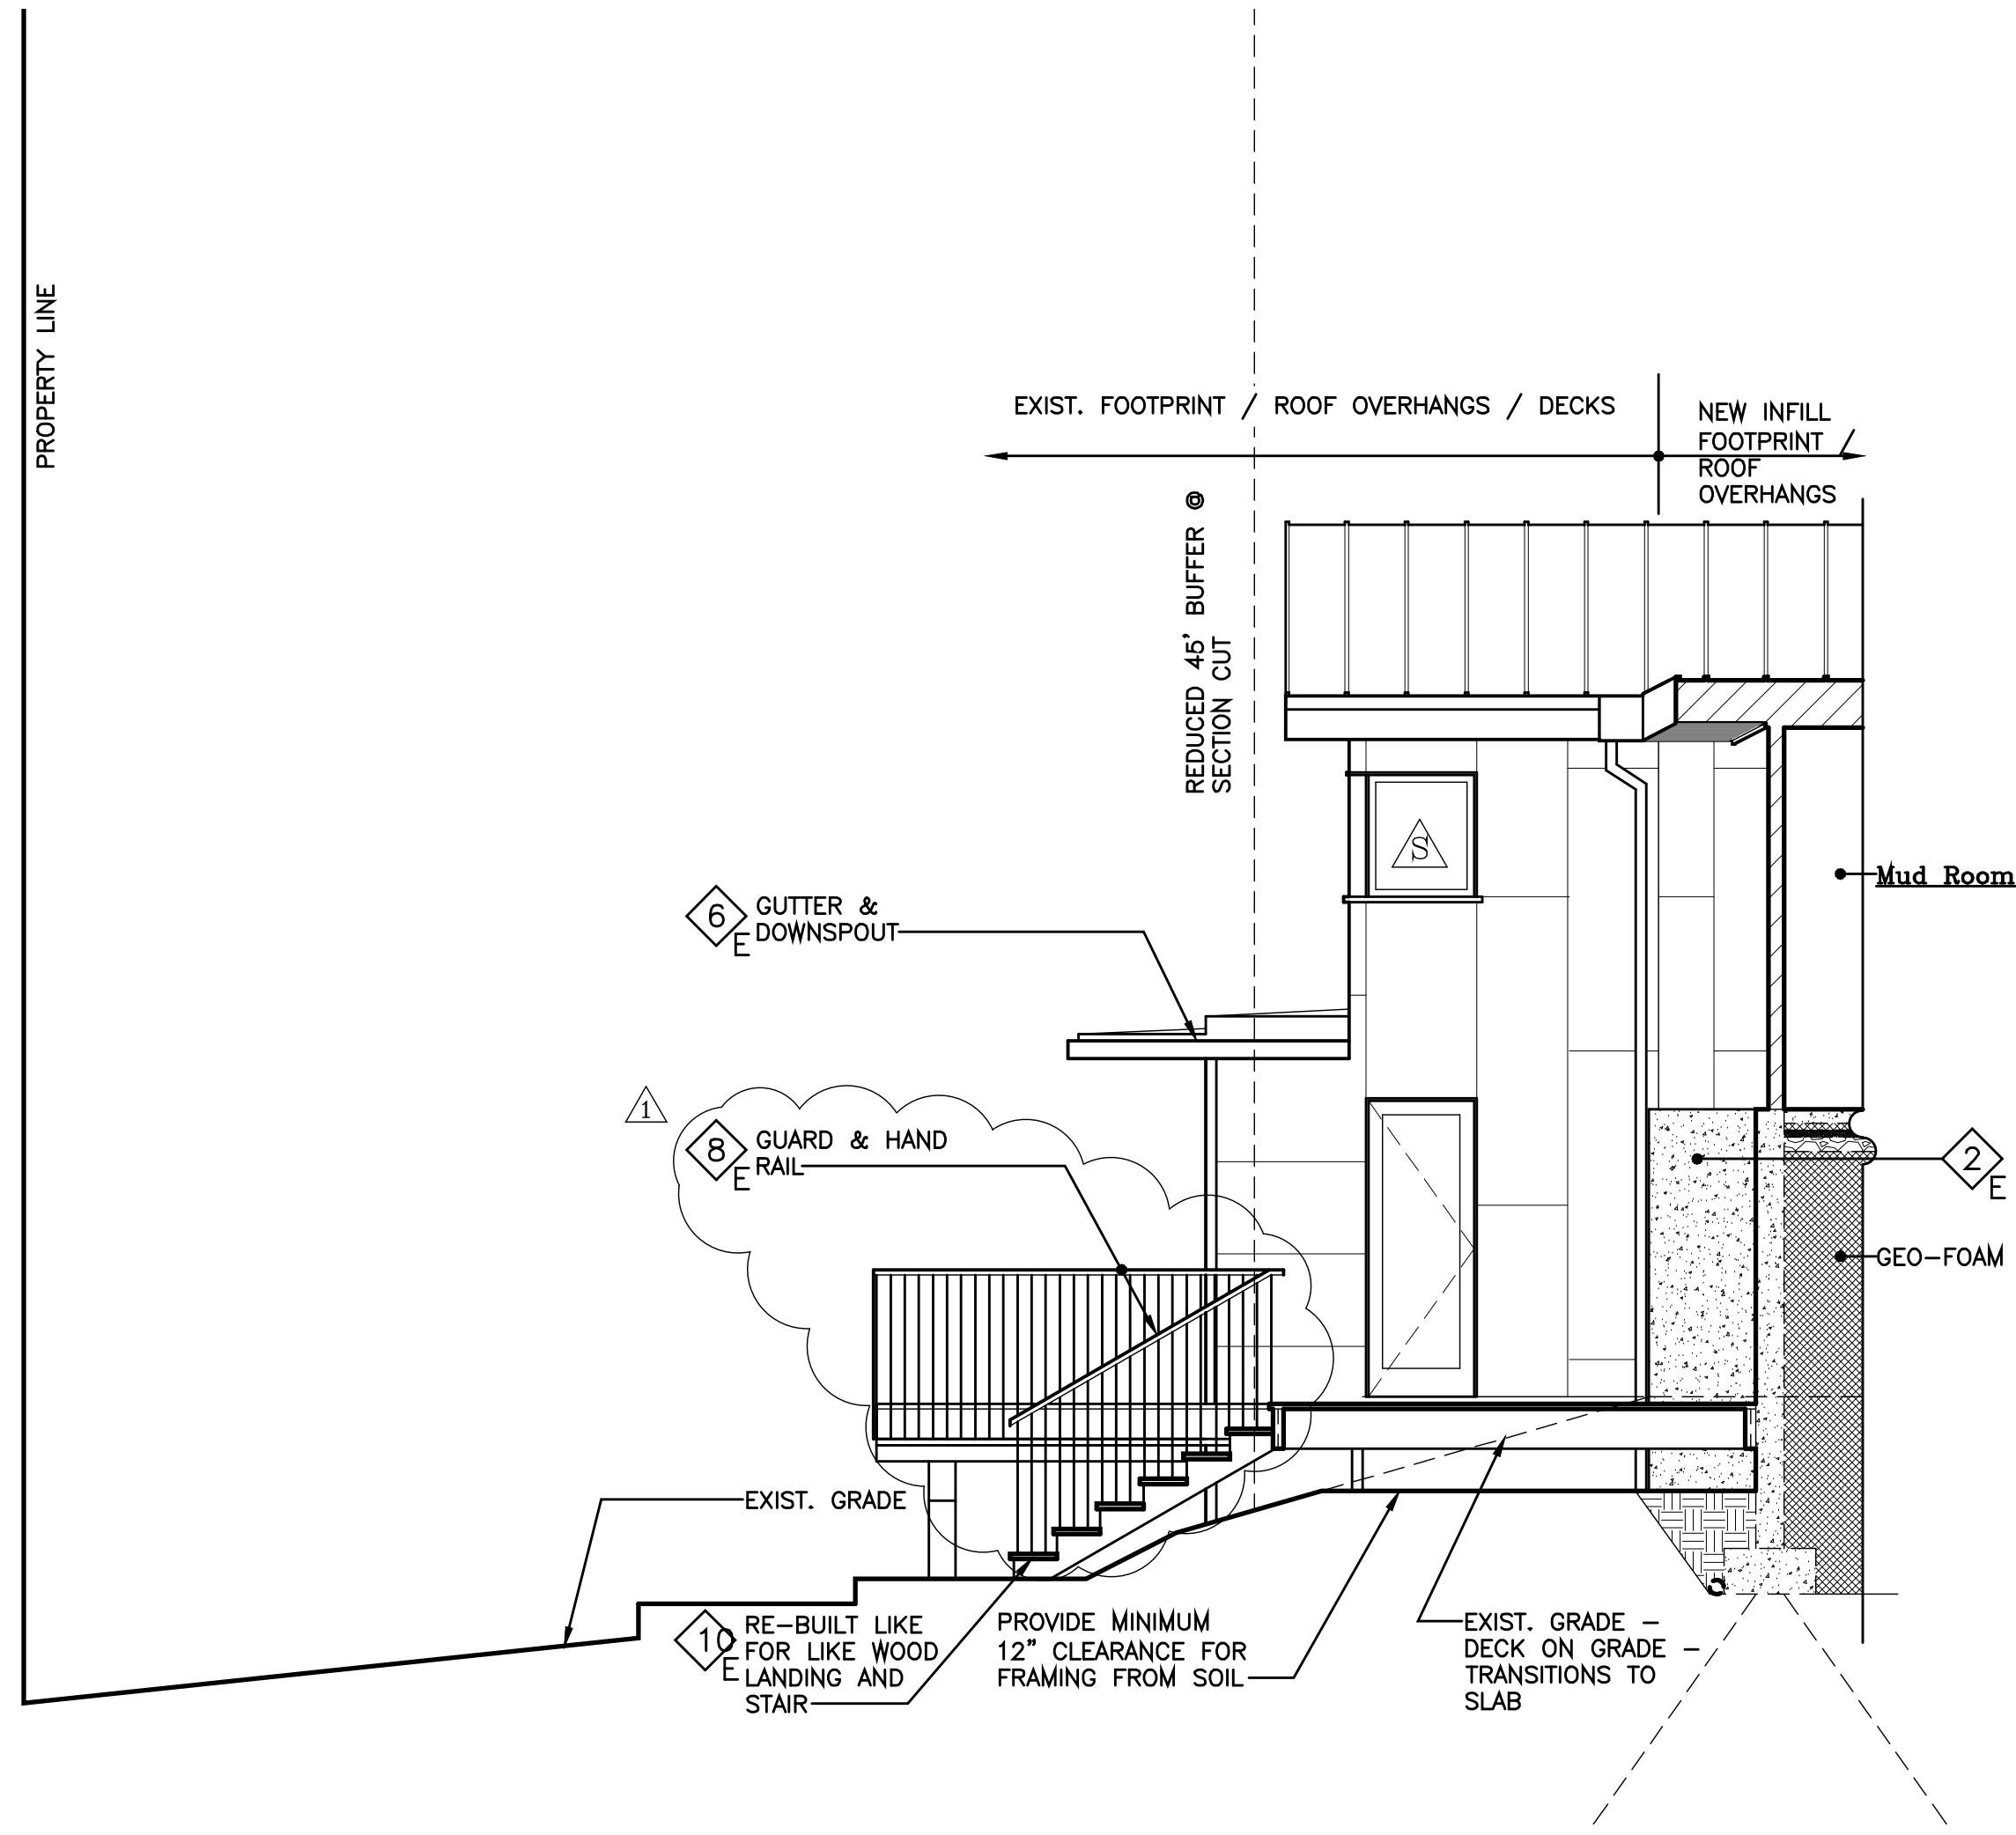 PROPERTY LINE
EXIST. FOOTPRINT / ROOF OVERHANGS / DECKS
NEW INFILL
FOOTPRINT /
ROOF
OVERHANGS
REDUCED 45' BUFFER @
SECTION CUT
S
Mud Room
6
E
GUTTER &
DOWNSPOUT
1
8
E
GUARD & HAND
RAIL
2
E
GEO-FOAM
EXIST. GRADE
10
E
RE-BUILT LIKE
FOR LIKE WOOD
LANDING AND
STAIR
PROVIDE MINIMUM
12" CLEARANCE FOR
FRAMING FROM SOIL
EXIST. GRADE -
DECK ON GRADE -
TRANSITIONS TO
SLAB